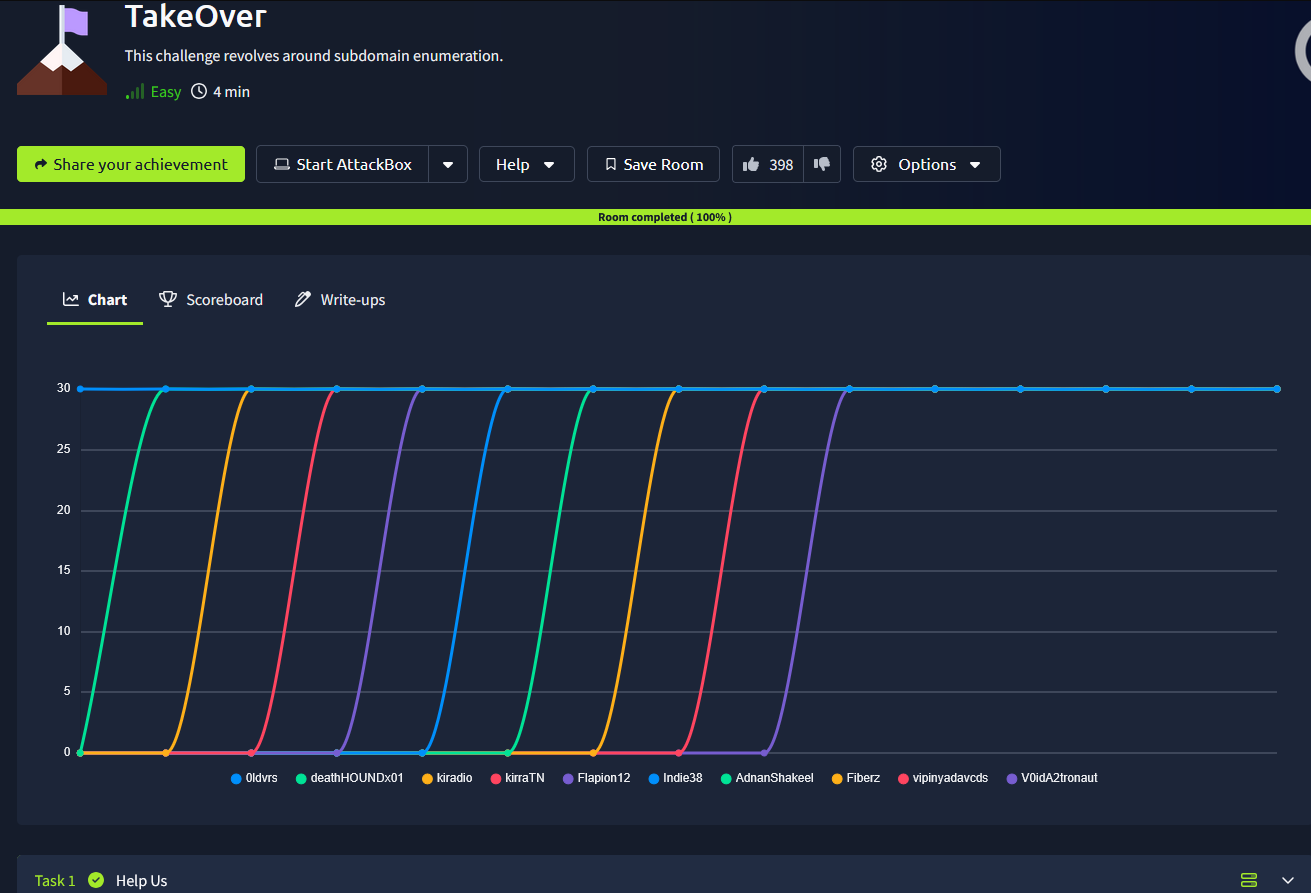 TakeOver
This challenge revolves around subdomain enumeration.
Easy 4 min
Share your achievement Start AttackBox Help Save Room 398 Options
Room completed ( 100% )
Chart Scoreboard Write-ups
30
25
20
15
10
5
0
0ldvrs deathHOUNDx01 kiradio kirraTN Flapion12 Indie38 AdnanShakeel Fiberz vipinyadavcds V0idA2tronaut
Task 1 Help Us